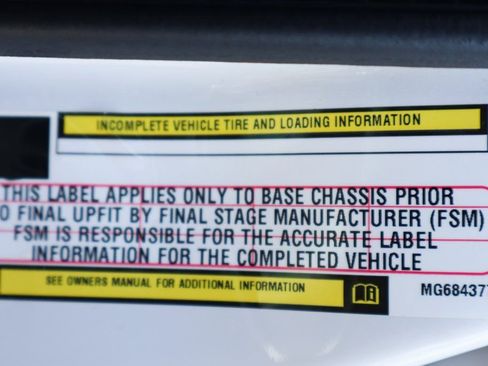 INCOMPLETE VEHICLE TIRE AND LOADING INFORMATION
THIS LABEL APPLIES ONLY TO BASE CHASSIS PRIOR
O FINAL UPFIT BY FINAL STAGE MANUFACTURER (FSM)
FSM IS RESPONSIBLE FOR THE ACCURATE LABEL
INFORMATION FOR THE COMPLETED VEHICLE
SEE OWNERS MANUAL FOR ADDITIONAL INFORMATION
MG68437